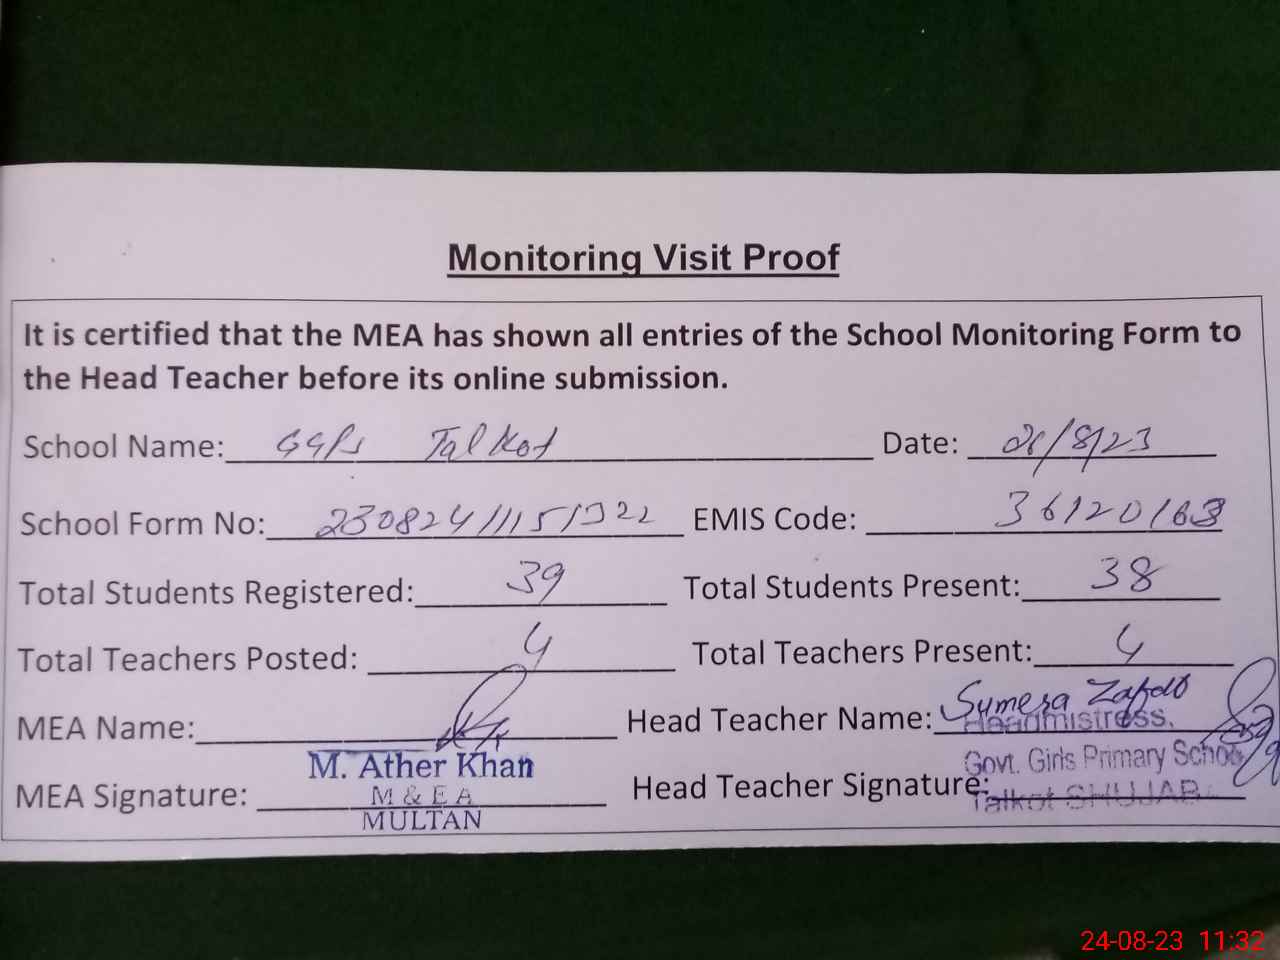 Monitoring Visit Proof
It is certified that the MEA has shown all entries of the School Monitoring Form to
the Head Teacher before its online submission.
School Name: GGPS Talkot Date: /8/23
School Form No: EMIS Code: 36120163
Total Students Registered: 39 Total Students Present: 38
Total Teachers Posted: 4 Total Teachers Present: 4
MEA Name: Head Teacher Name: Sumera
Headmistress,
M. Ather Khan Govt. Girls Primary School
MEA Signature: M & E A Head Teacher Signature: Talkot SHUJAB
MULTAN
24-08-23 11:32